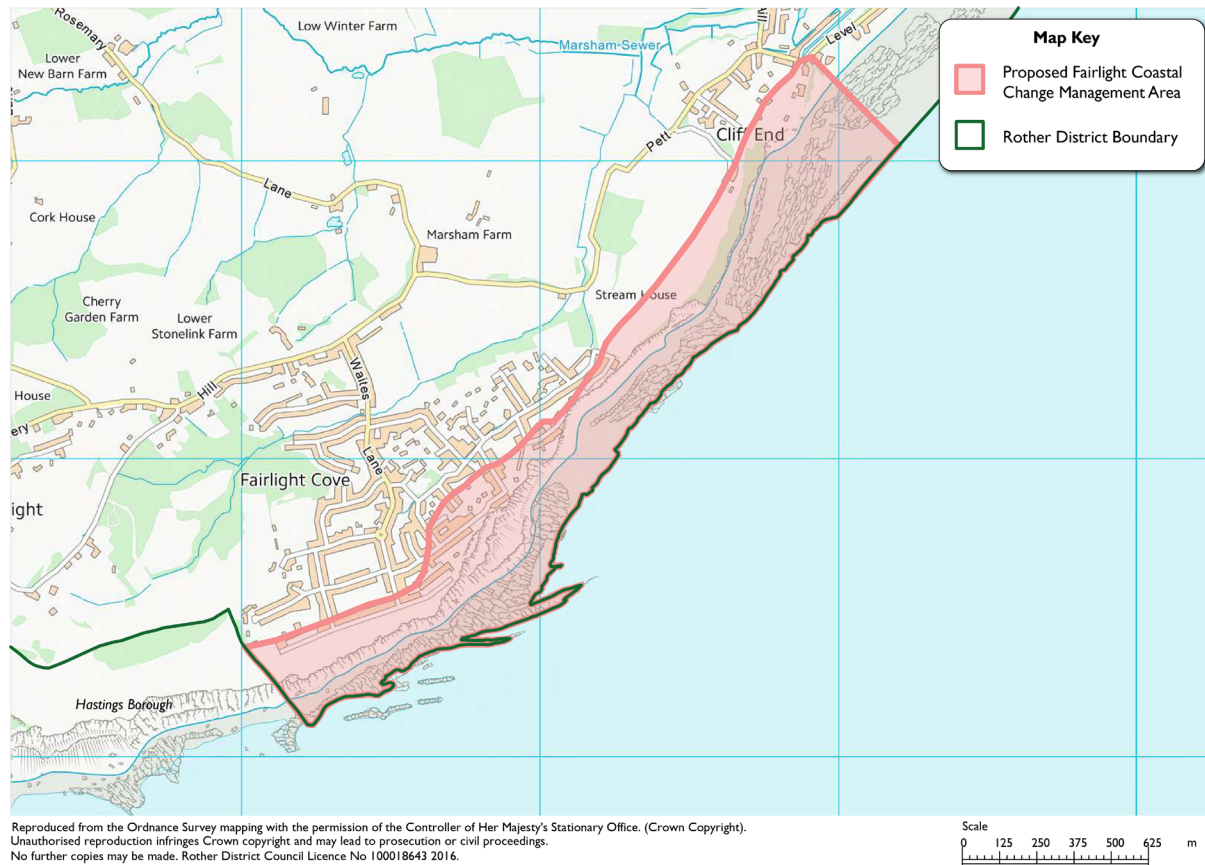 Low Winter Farm
Rosemary
Lower
New Barn Farm
Marsham Sewer
Level
Map Key
Proposed Fairlight Coastal
Change Management Area
Rother District Boundary
Cliff End
Pett
Lane
Cork House
Marsham Farm
Stream House
Cherry
Garden Farm
Lower
Stonelink Farm
Waites
Lane
House
Hill
ery
Fairlight Cove
ight
Hastings Borough
Reproduced from the Ordnance Survey mapping with the permission of the Controller of Her Majesty's Stationary Office. (Crown Copyright).
Unauthorised reproduction infringes Crown copyright and may lead to prosecution or civil proceedings.
No further copies may be made. Rother District Council Licence No 100018643 2016.
Scale
0 125 250 375 500 625 m